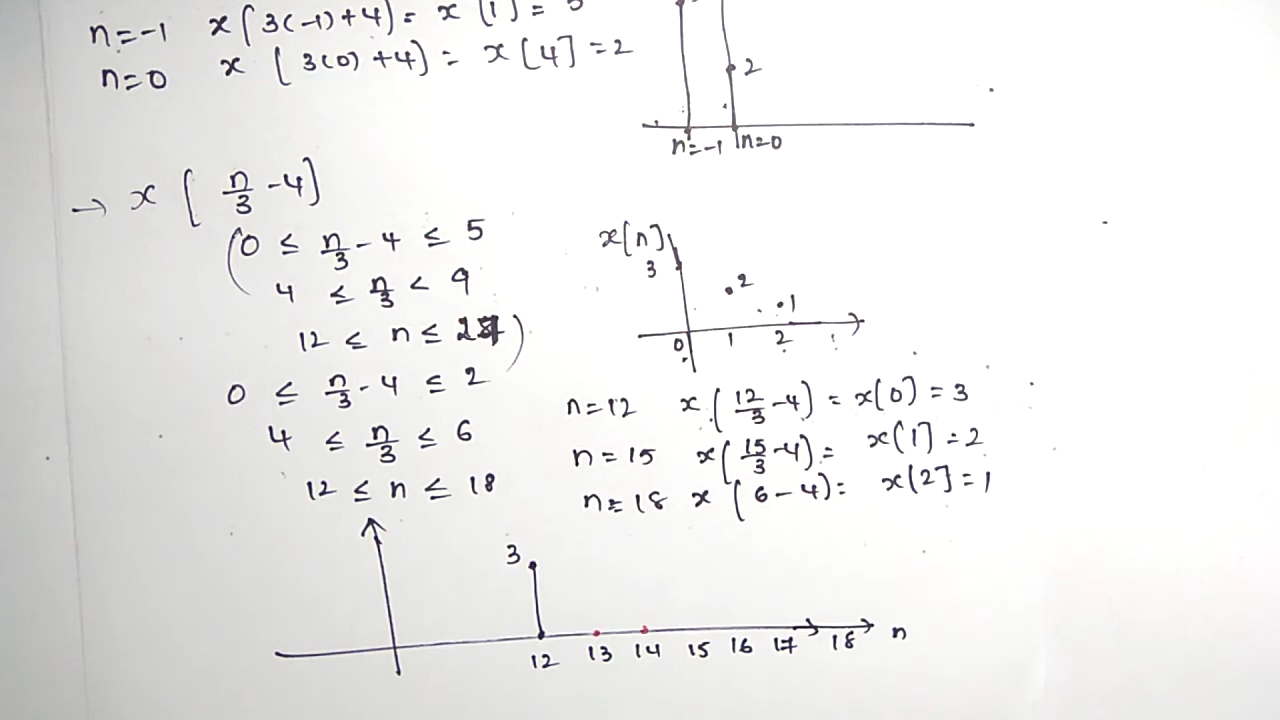 n=-1 x[3(-1)+4) = x[1] =
n=0 x [3(0)+4] = x[4] = 2
2
n=-1 n=0
→ x [n/3 -4]
(0 ≤ n/3 - 4 ≤ 5
4 ≤ n/3 < 9
12 ≤ n ≤ )
0 ≤ n/3 - 4 ≤ 2
4 ≤ n/3 ≤ 6
12 ≤ n ≤ 18
x[n]
3
.2
.1
0 1 2
n=12 x(12/3 -4) = x(0) = 3
n=15 x(15/3 -4) = x(1] = 2
n=18 x (6-4) = x(2] = 1
3
12 13 14 15 16 17 18 n